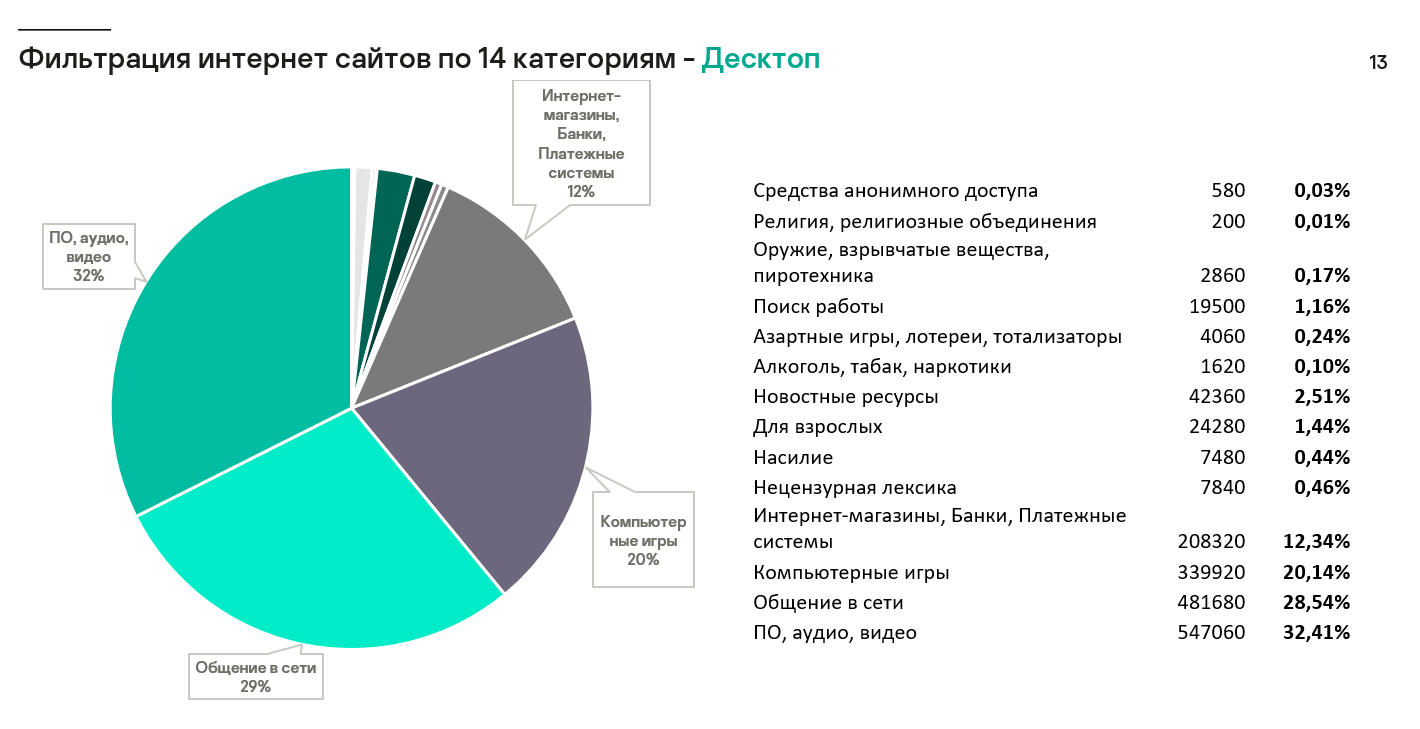 Фильтрация интернет сайтов по 14 категориям - Десктоп
13
Интернет-
магазины,
Банки,
Платежные
системы
12%
ПО, аудио,
видео
32%
Компьютер
ные игры
20%
Общение в сети
29%
Средства анонимного доступа 580 0,03%
Религия, религиозные объединения 200 0,01%
Оружие, взрывчатые вещества,
пиротехника 2860 0,17%
Поиск работы 19500 1,16%
Азартные игры, лотереи, тотализаторы 4060 0,24%
Алкоголь, табак, наркотики 1620 0,10%
Новостные ресурсы 42360 2,51%
Для взрослых 24280 1,44%
Насилие 7480 0,44%
Нецензурная лексика 7840 0,46%
Интернет-магазины, Банки, Платежные
системы 208320 12,34%
Компьютерные игры 339920 20,14%
Общение в сети 481680 28,54%
ПО, аудио, видео 547060 32,41%